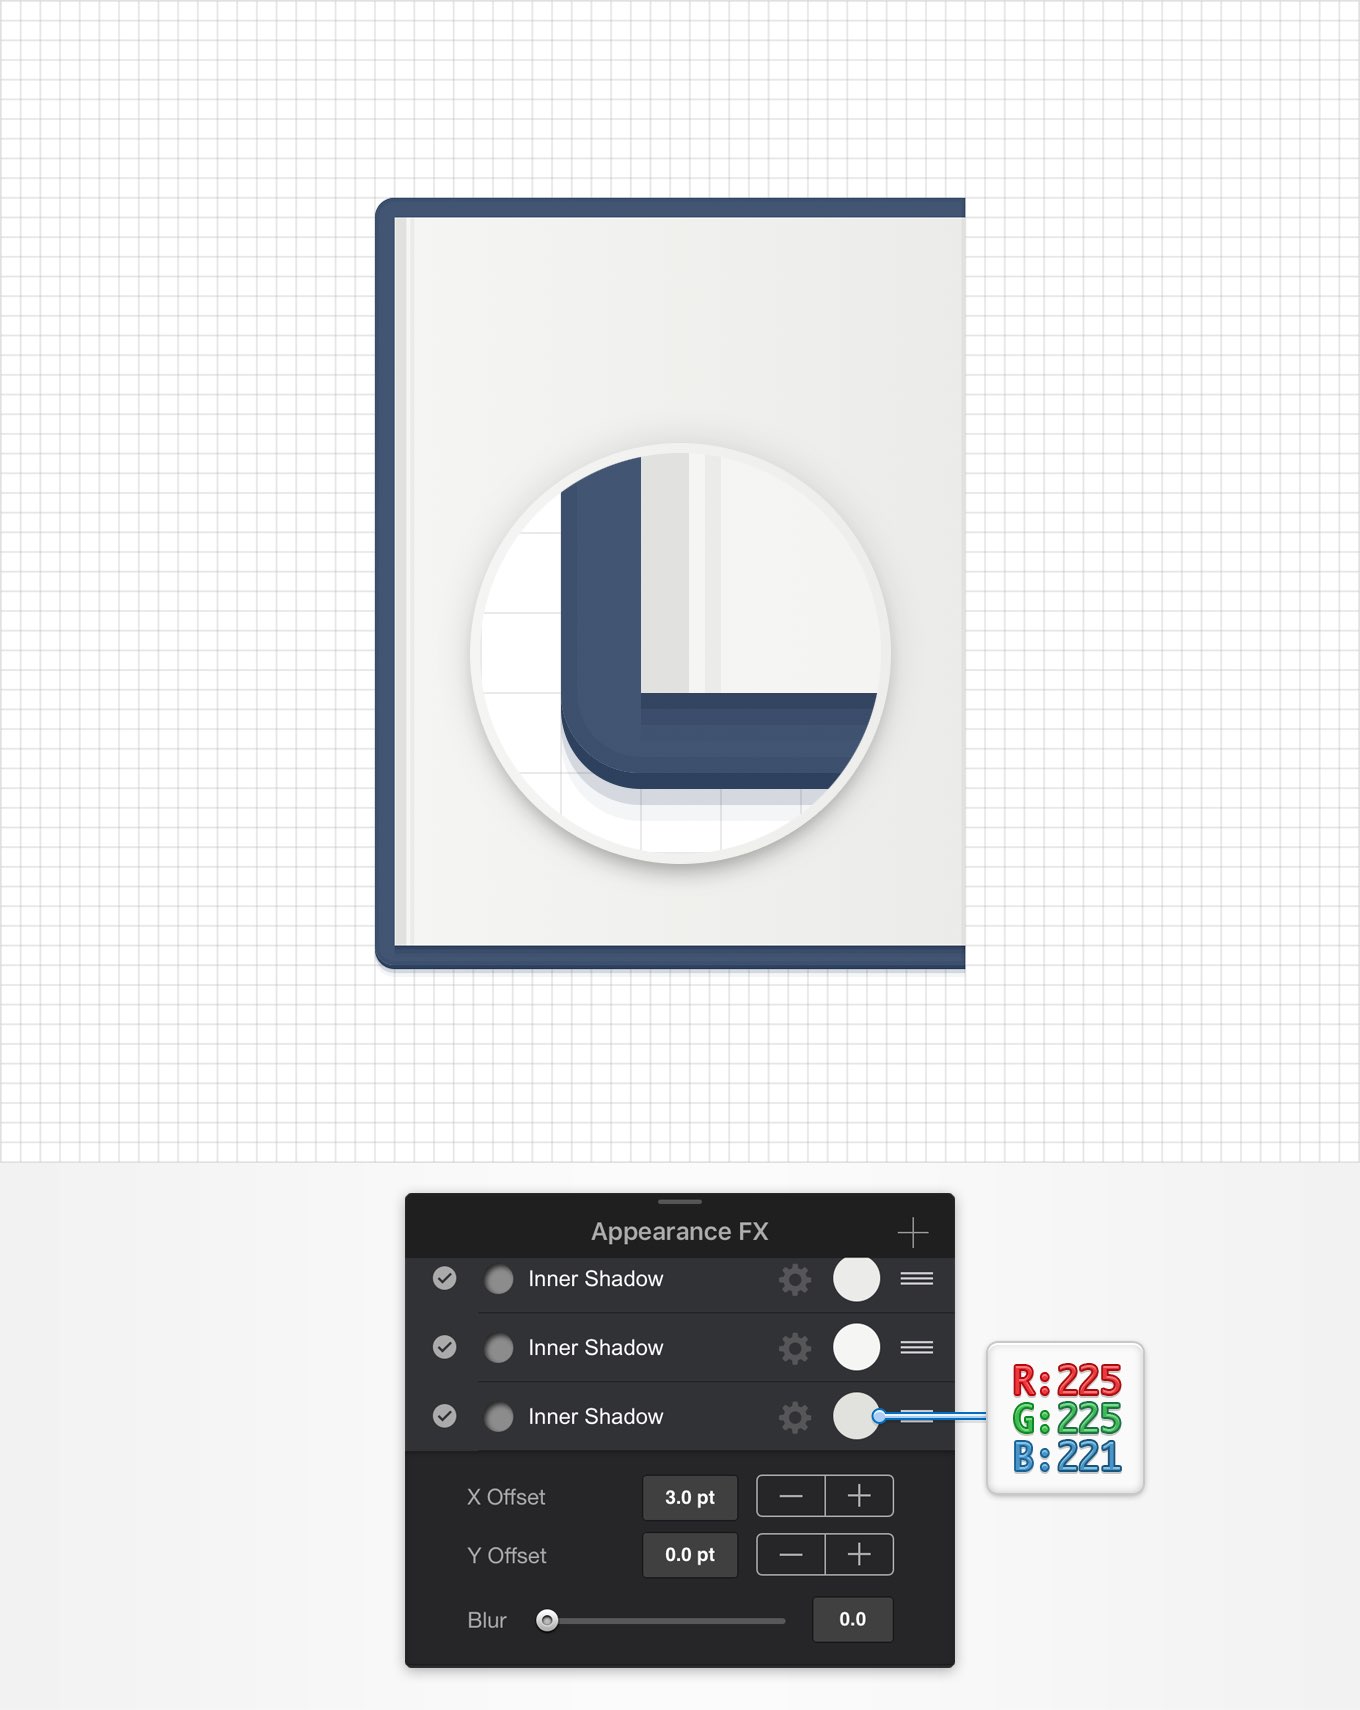 Appearance FX
Inner Shadow
Inner Shadow
Inner Shadow
R:225
G:225
B:221
X Offset 3.0 pt
Y Offset 0.0 pt
Blur 0.0